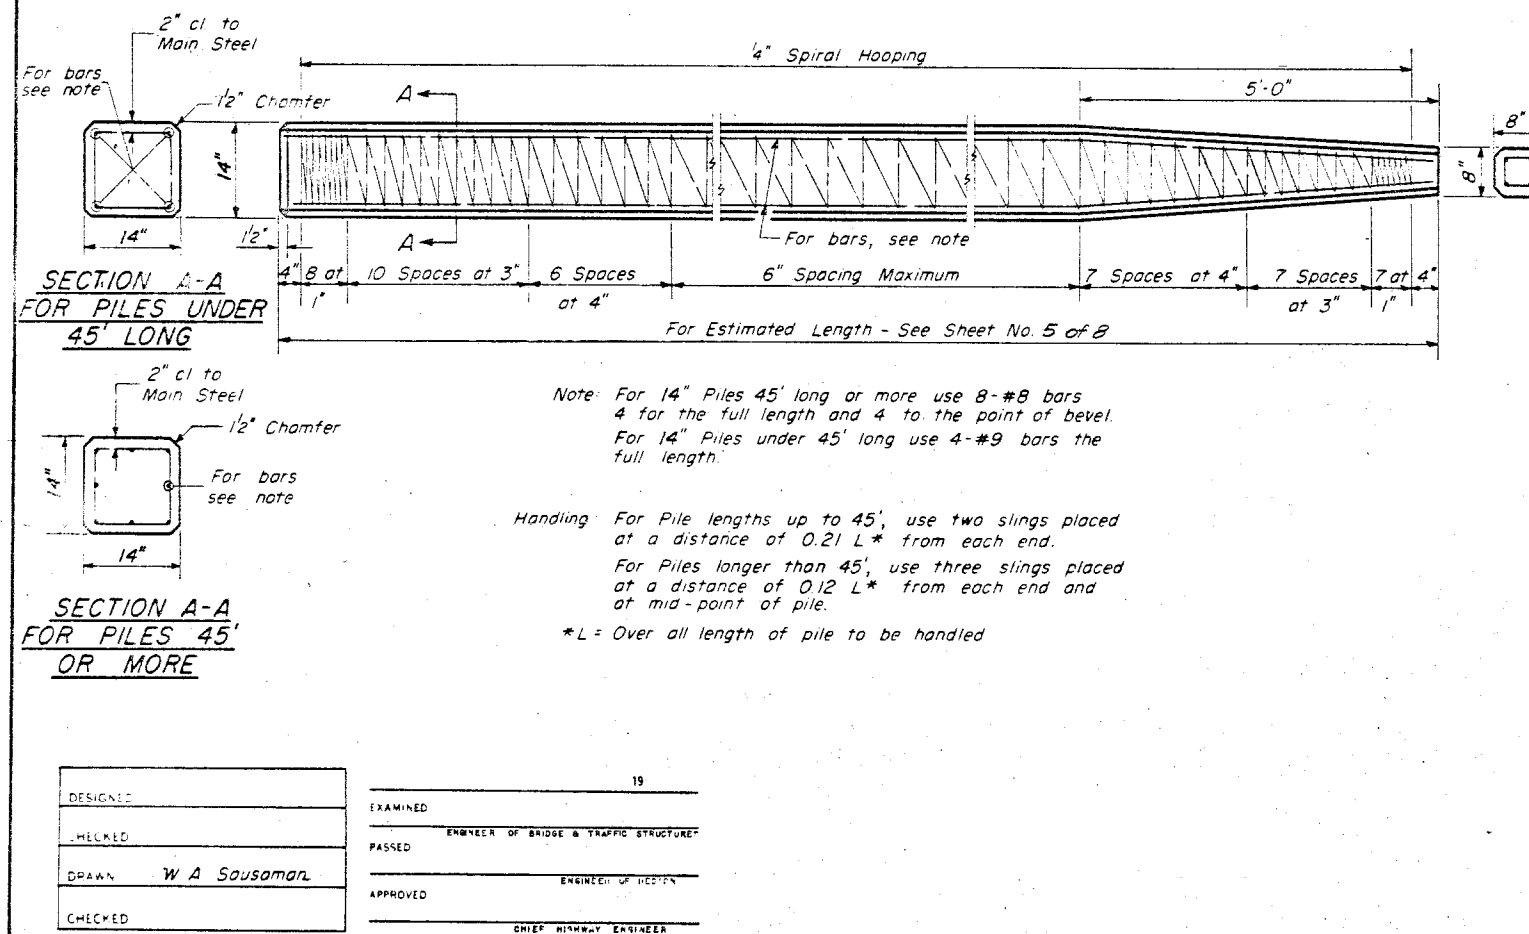 2" cl. to
Main Steel
For bars
see note
1/2" Chamfer
14"
14"
SECTION A-A
FOR PILES UNDER
45' LONG
1/4" Spiral Hooping
5'-0"
A
A
1/2"
8"
8"
For bars, see note
4"
8 at
1"
10 Spaces at 3"
6 Spaces
at 4"
6" Spacing Maximum
7 Spaces at 4"
7 Spaces
at 3"
7 at
1"
4"
For Estimated Length - See Sheet No. 5 of 8
2" cl to
Main Steel
1/2" Chamfer
14"
For bars
see note
14"
SECTION A-A
FOR PILES 45'
OR MORE
Note: For 14" Piles 45' long or more use 8-#8 bars
4 for the full length and 4 to the point of bevel.
For 14" Piles under 45' long use 4-#9 bars the
full length.
Handling For Pile lengths up to 45', use two slings placed
at a distance of 0.21 L* from each end.
For Piles longer than 45', use three slings placed
at a distance of 0.12 L* from each end and
at mid-point of pile.
*L = Over all length of pile to be handled
DESIGNED
CHECKED
DRAWN W A Sausaman
CHECKED
19
EXAMINED
ENGINEER OF BRIDGE & TRAFFIC STRUCTURES
PASSED
ENGINEER OF DESIGN
APPROVED
CHIEF HIGHWAY ENGINEER